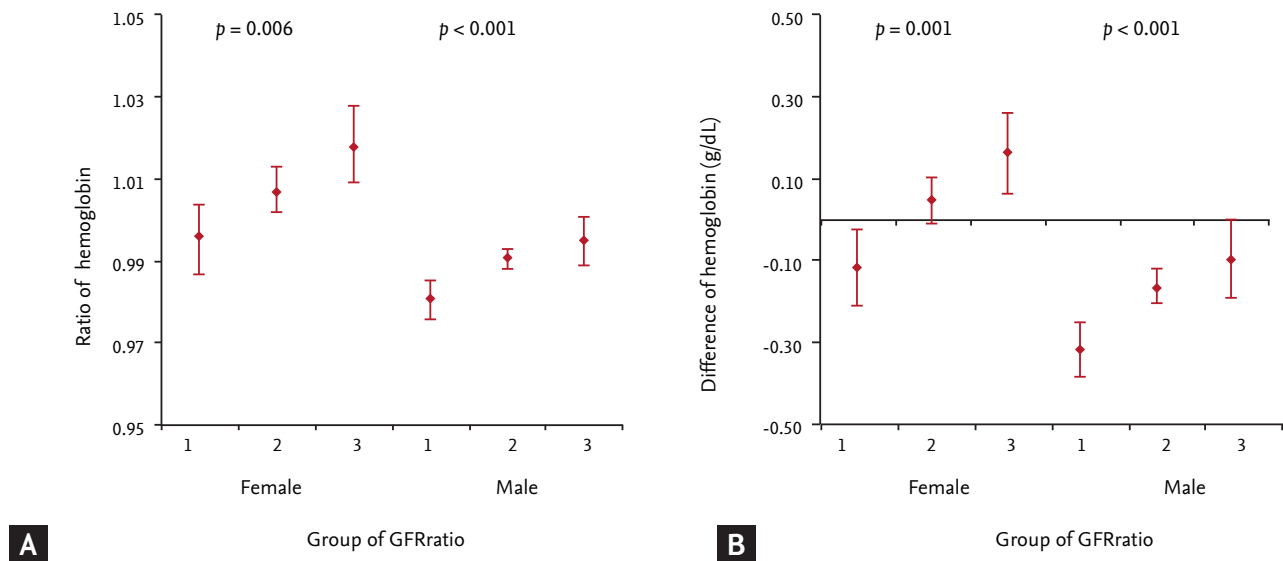 p = 0.006 p < 0.001
Ratio of hemoglobin
1.05
1.03
1.01
0.99
0.97
0.95
1 2 3 1 2 3
Female Male
Group of GFRratio
A
p = 0.001 p < 0.001
Difference of hemoglobin (g/dL)
0.50
0.30
0.10
-0.10
-0.30
-0.50
1 2 3 1 2 3
Female Male
Group of GFRratio
B